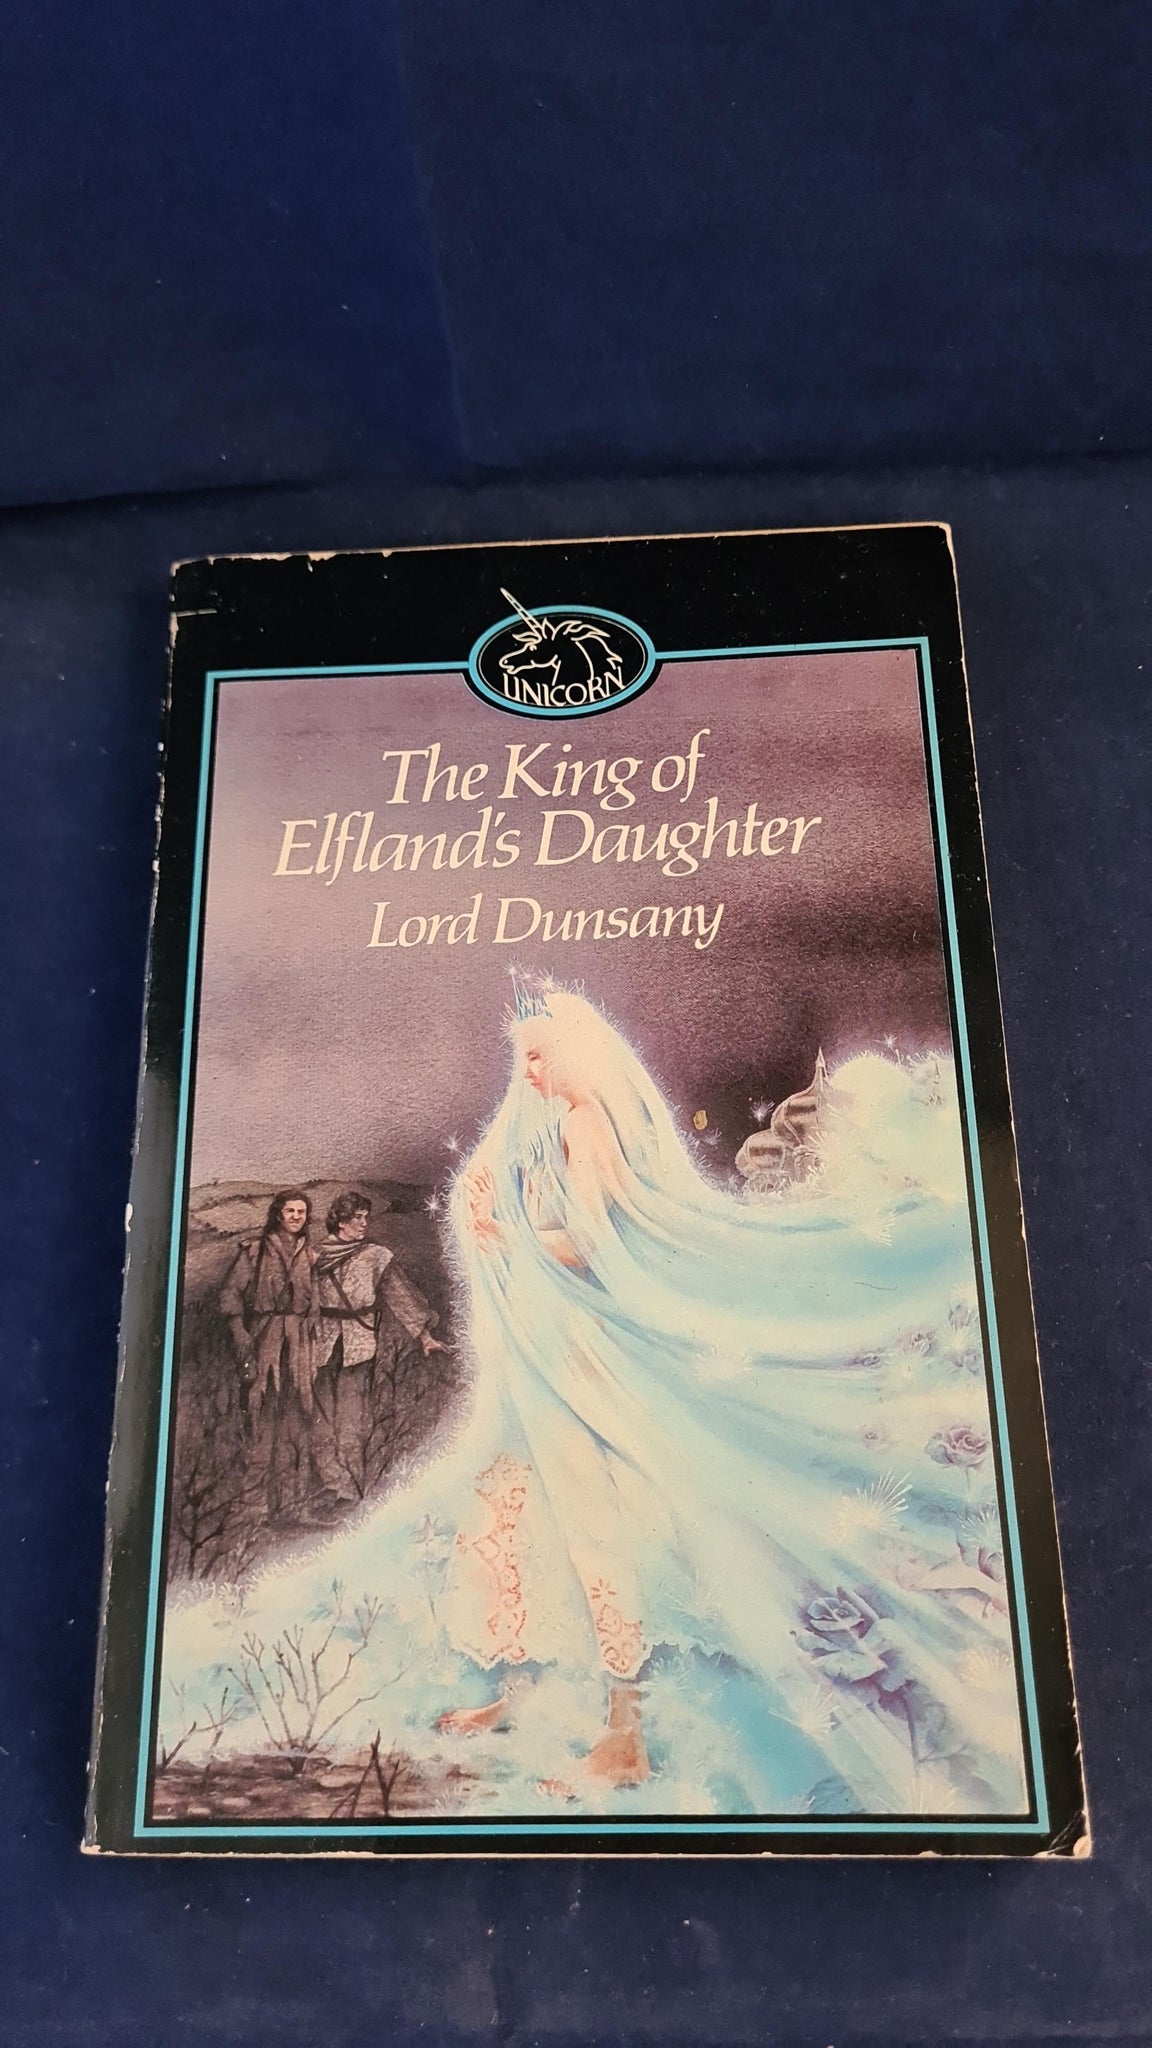 UNICORN
The King of
Elfland's Daughter
Lord Dunsany